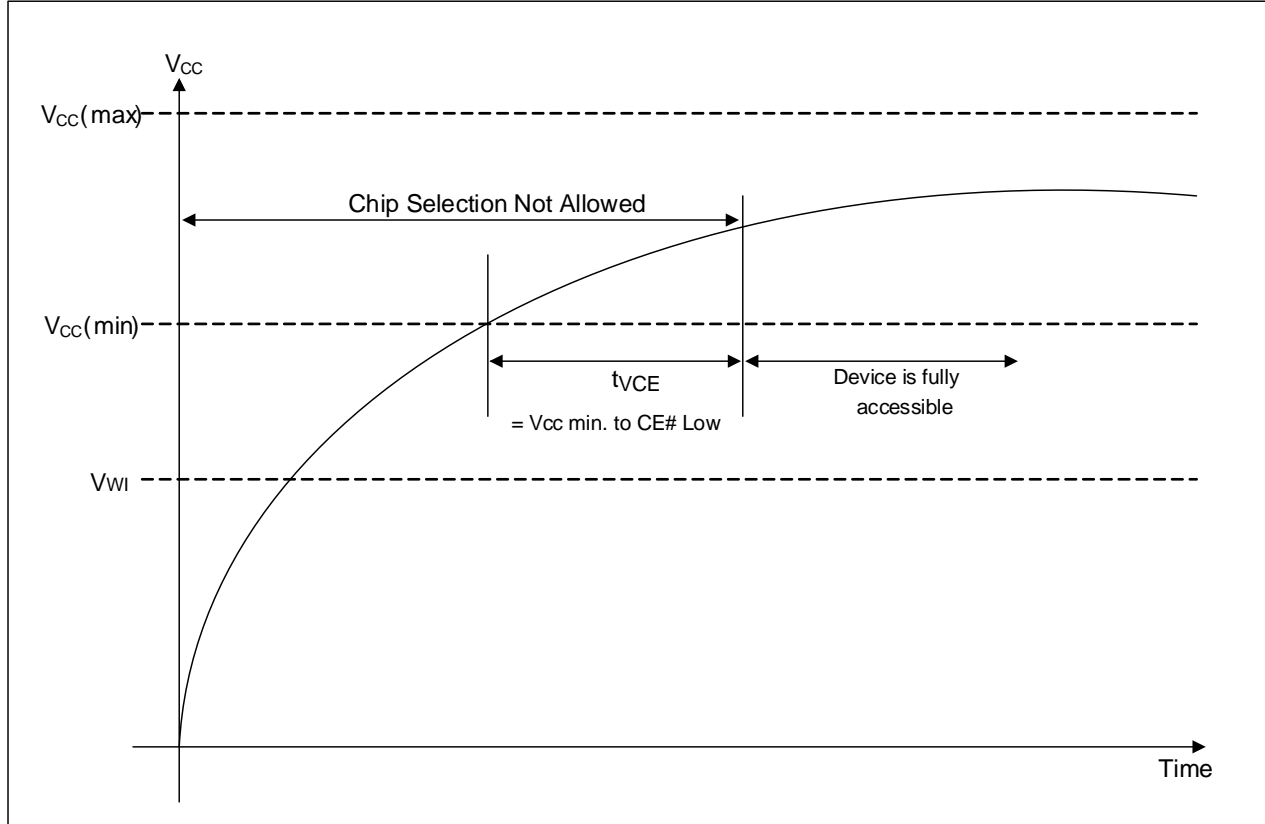 VCC
VCC(max)
Chip Selection Not Allowed
VCC(min)
tVCE
= Vcc min. to CE# Low
Device is fully
accessible
VWI
Time